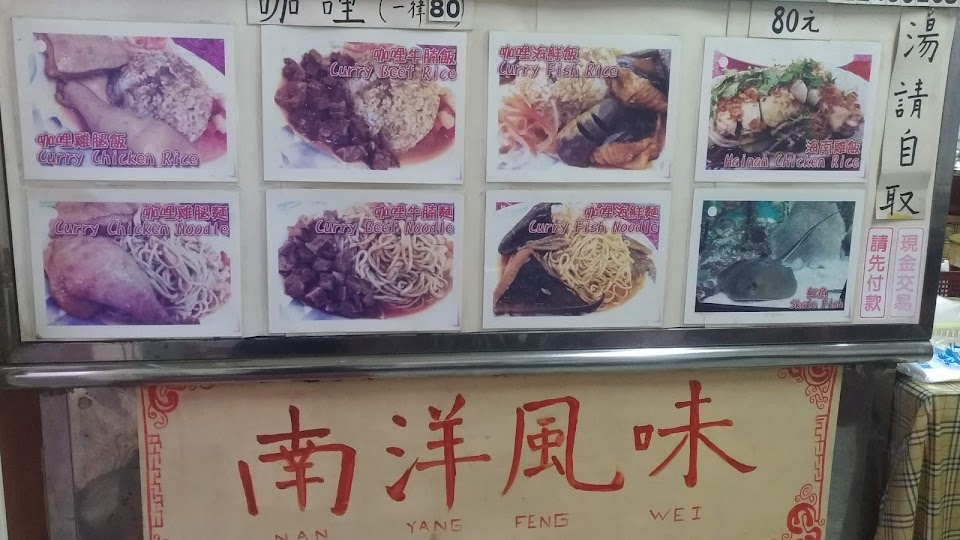 咖哩(一律80)
80元
湯請自取
咖哩雞腿飯
Curry Chicken Rice
咖哩牛腩飯
Curry Beef Rice
咖哩海鮮飯
Curry Fish Rice
海南雞飯
Hainan Chicken Rice
咖哩雞腿麵
Curry Chicken Noodle
咖哩牛腩麵
Curry Beef Noodle
咖哩海鮮麵
Curry Fish Noodle
魟魚
Skate Fish
現金交易
請先付款
南洋風味
NAN YANG FENG WEI